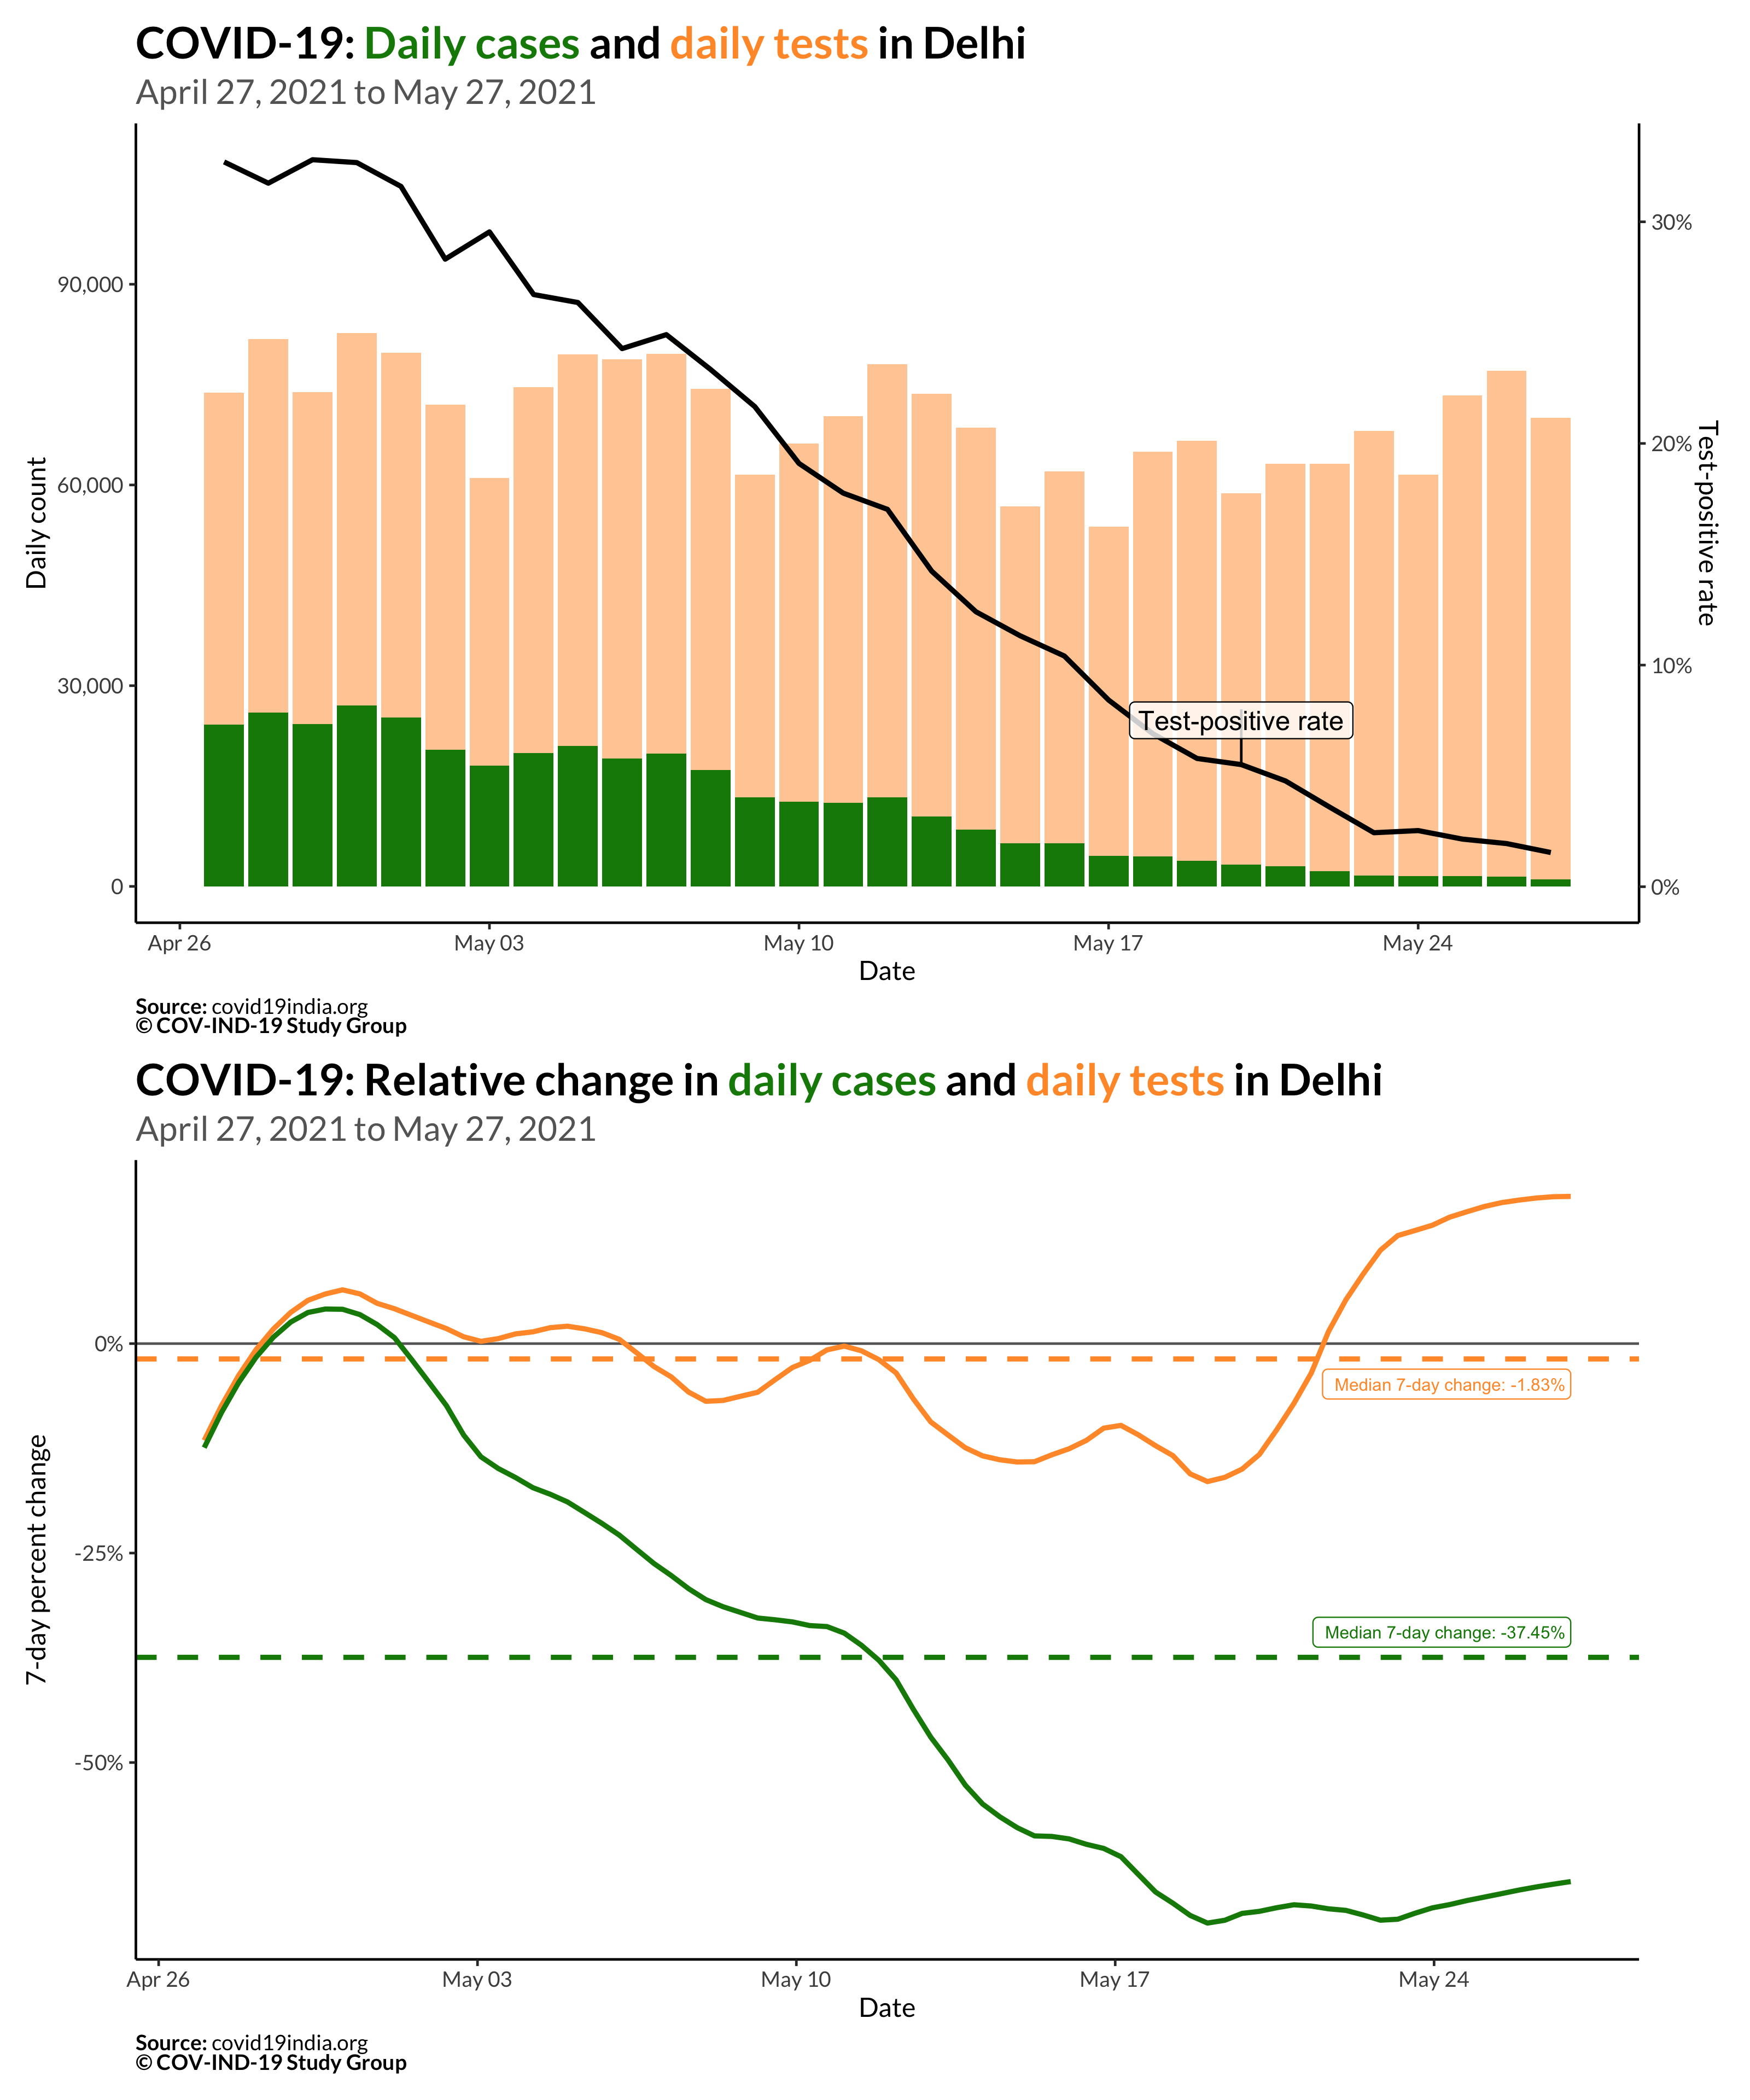 COVID-19: Daily cases and daily tests in Delhi
April 27, 2021 to May 27, 2021
90,000
60,000
30,000
0
Daily count
30%
20%
10%
0%
Test-positive rate
Test-positive rate
Apr 26
May 03
May 10
May 17
May 24
Date
Source: covid19india.org
© COV-IND-19 Study Group
COVID-19: Relative change in daily cases and daily tests in Delhi
April 27, 2021 to May 27, 2021
0%
-25%
-50%
7-day percent change
Median 7-day change: -1.83%
Median 7-day change: -37.45%
Apr 26
May 03
May 10
May 17
May 24
Date
Source: covid19india.org
© COV-IND-19 Study Group